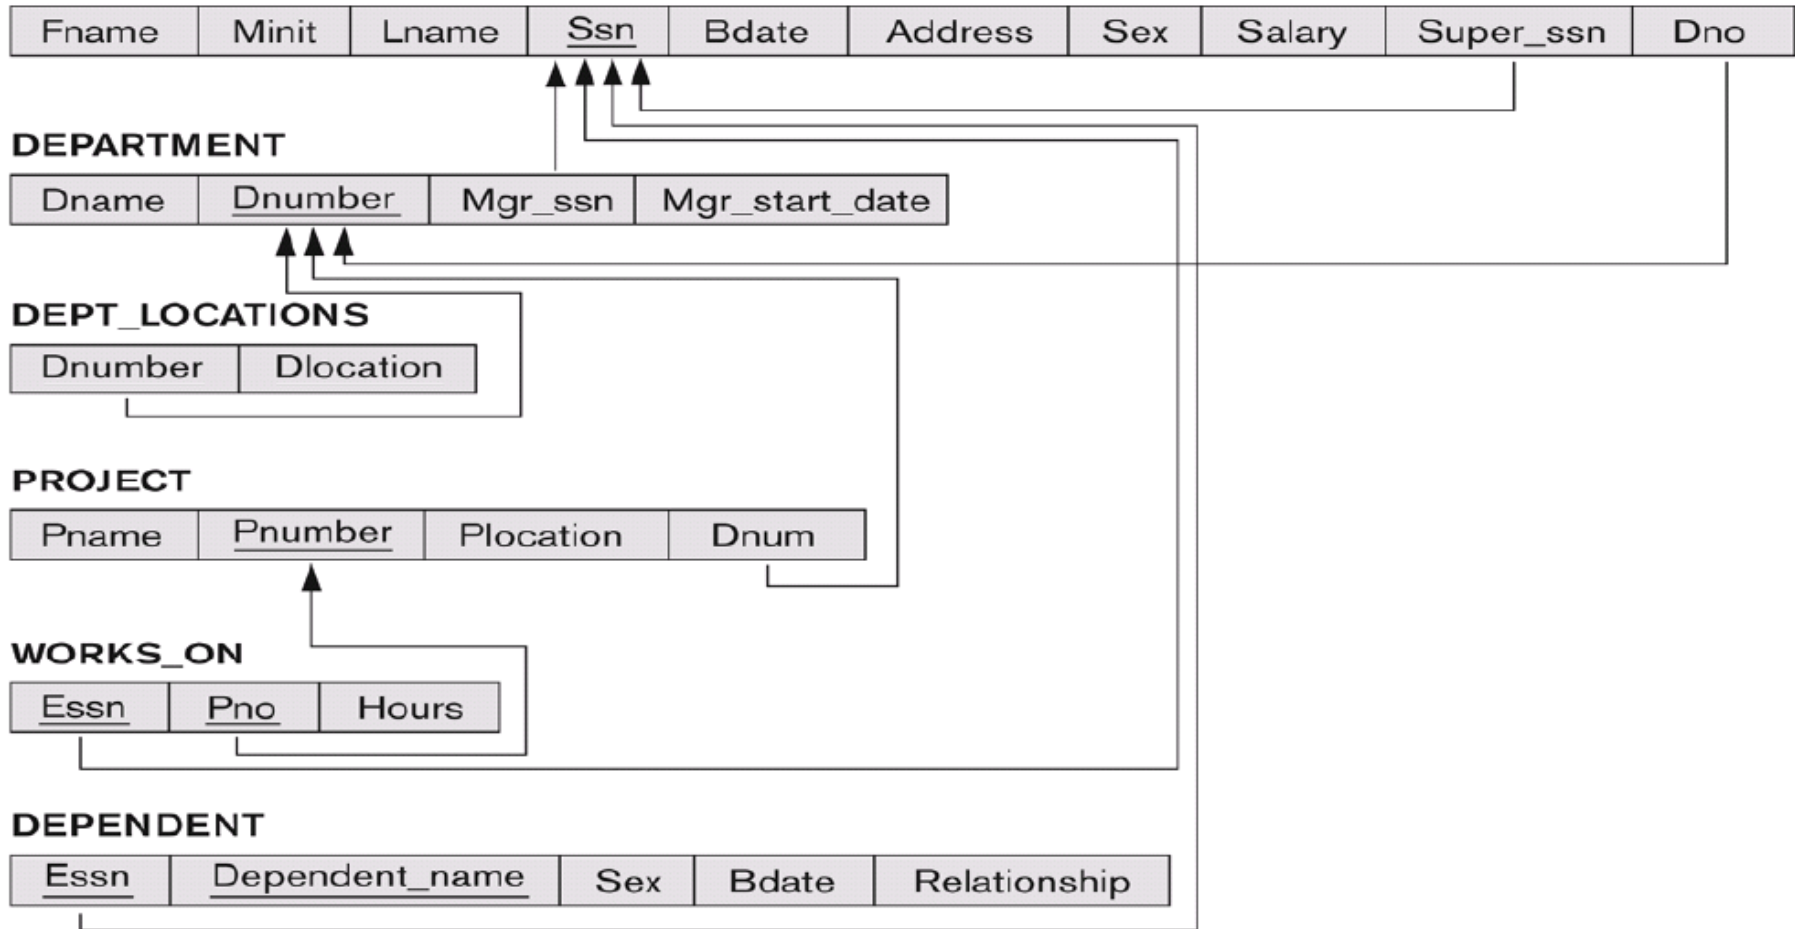 Fname Minit Lname Ssn Bdate Address Sex Salary Super_ssn Dno
DEPARTMENT
Dname Dnumber Mgr_ssn Mgr_start_date
DEPT_LOCATIONS
Dnumber Dlocation
PROJECT
Pname Pnumber Plocation Dnum
WORKS_ON
Essn Pno Hours
DEPENDENT
Essn Dependent_name Sex Bdate Relationship